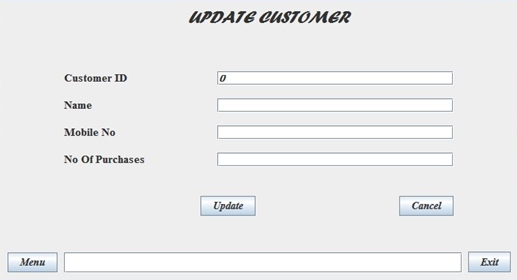 UPDATE CUSTOMER
Customer ID 0
Name
Mobile No
No Of Purchases
Update Cancel
Menu Exit